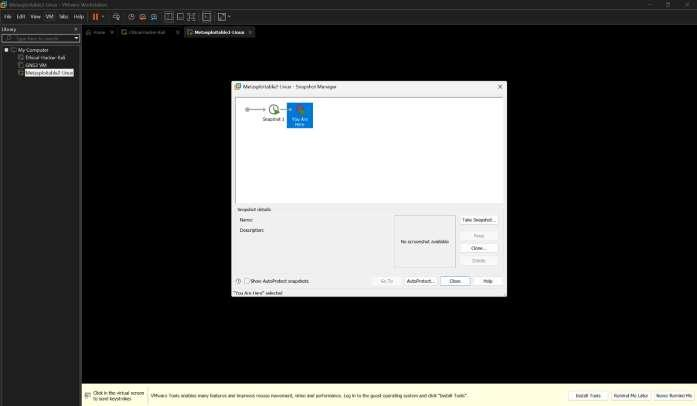 Metasploitable2-Linux - VMware Workstation
File Edit View VM Tabs Help
Library
Type here to search
My Computer
Ethical-Hacker-Kali
GNS3 VM
Metasploitable2-Linux
Home
Ethical-Hacker-Kali
Metasploitable2-Linux
Metasploitable2-Linux - Snapshot Manager
Snapshot 1
You Are
Here
Snapshot details
Name:
Description:
No screenshot available
Take Snapshot...
Keep
Clone...
Delete
Show AutoProtect snapshots
Go To
AutoProtect...
Close
Help
"You Are Here" selected
Click in the virtual screen
to send keystrokes
VMware Tools enables many features and improves mouse movement, video and performance. Log in to the guest operating system and click "Install Tools".
Install Tools
Remind Me Later
Never Remind Me